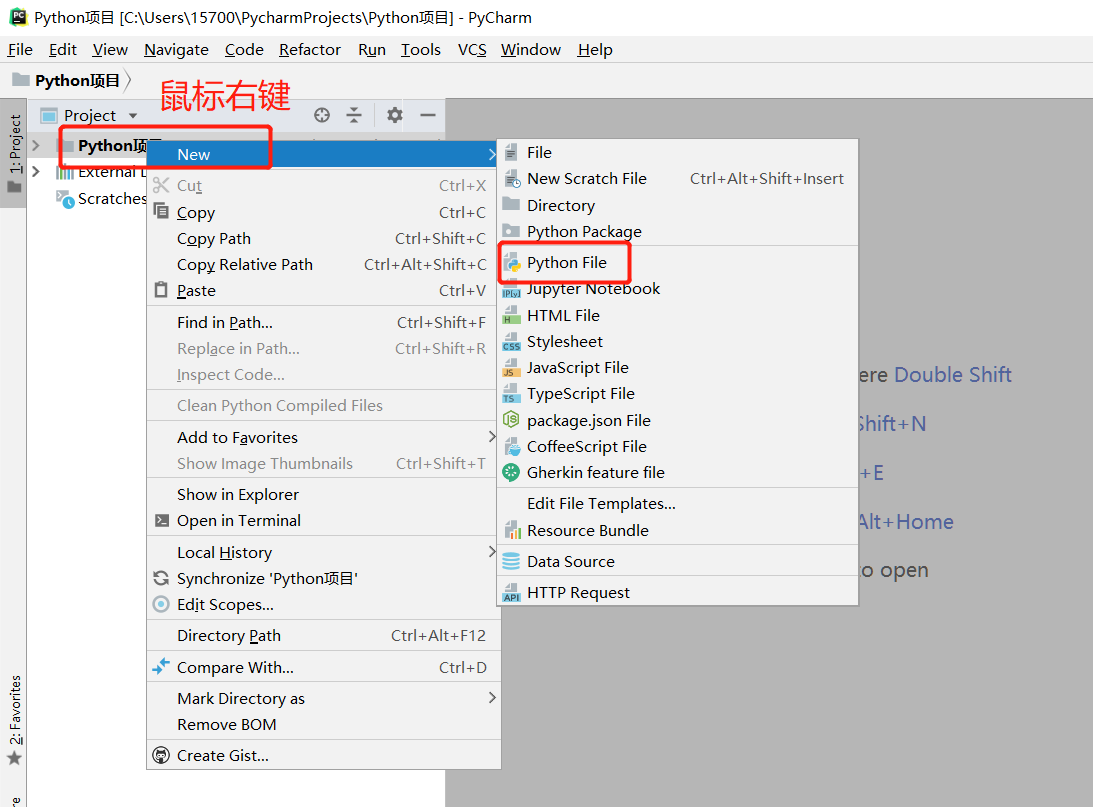 Python项目 [C:\Users\15700\PycharmProjects\Python项目] - PyCharm
File Edit View Navigate Code Refactor Run Tools VCS Window Help
Python项目
鼠标右键
1: Project
Project
Python项
External
Scratches
New
Cut Ctrl+X
Copy Ctrl+C
Copy Path Ctrl+Shift+C
Copy Relative Path Ctrl+Alt+Shift+C
Paste Ctrl+V
Find in Path... Ctrl+Shift+F
Replace in Path... Ctrl+Shift+R
Inspect Code...
Clean Python Compiled Files
Add to Favorites
Show Image Thumbnails Ctrl+Shift+T
Show in Explorer
Open in Terminal
Local History
Synchronize 'Python项目'
Edit Scopes...
Directory Path Ctrl+Alt+F12
Compare With... Ctrl+D
Mark Directory as
Remove BOM
Create Gist...
File
New Scratch File Ctrl+Alt+Shift+Insert
Directory
Python Package
Python File
Jupyter Notebook
HTML File
Stylesheet
JavaScript File
TypeScript File
package.json File
CoffeeScript File
Gherkin feature file
Edit File Templates...
Resource Bundle
Data Source
HTTP Request
ere Double Shift
Shift+N
+E
Alt+Home
to open
2: Favorites